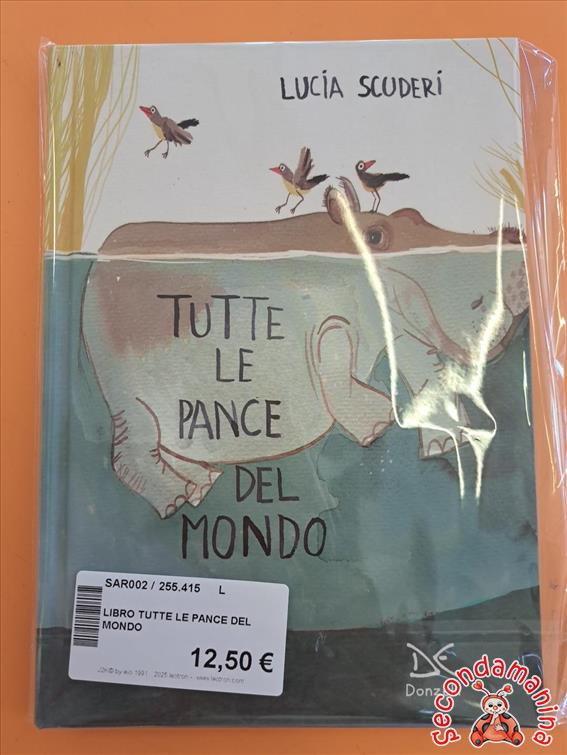 LUCIA SCUDERI
TUTTE
LE
PANCE
DEL
MONDO
SAR002 / 255.415 L
LIBRO TUTTE LE PANCE DEL
MONDO
12,50 €
DE
Donz
secondamanina